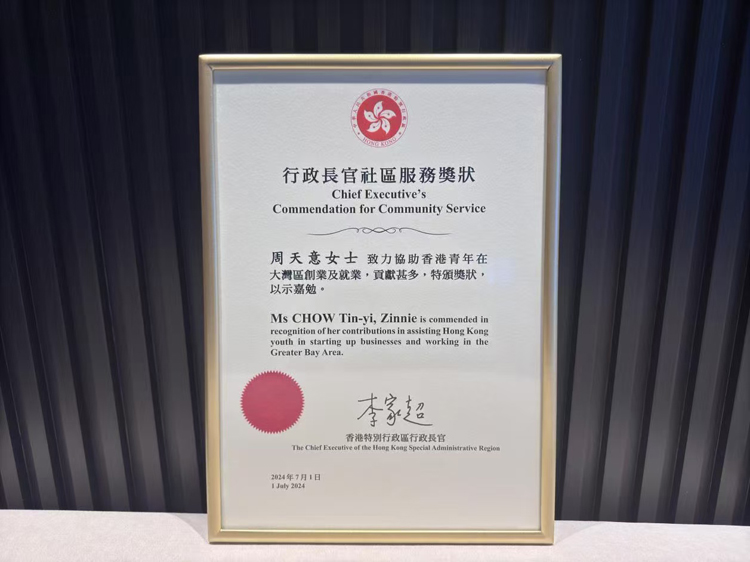 HONG KONG
行政長官社區服務獎狀
Chief Executive's
Commendation for Community Service
周天意女士 致力協助香港青年在
大灣區創業及就業，貢獻甚多，特頒獎狀，
以示嘉勉。
Ms CHOW Tin-yi, Zinnie is commended in
recognition of her contributions in assisting Hong Kong
youth in starting up businesses and working in the
Greater Bay Area.
李家超
香港特別行政區行政長官
The Chief Executive of the Hong Kong Special Administrative Region
2024年7月1日
1 July 2024